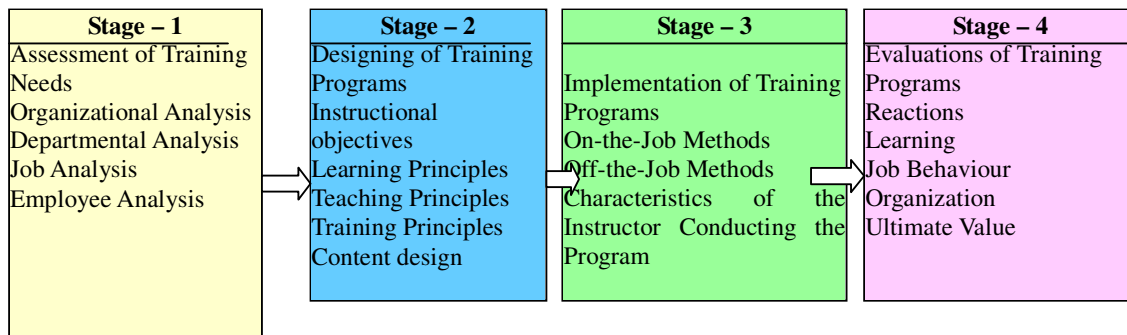 Stage – 1
Assessment of Training
Needs
Organizational Analysis
Departmental Analysis
Job Analysis
Employee Analysis
Stage – 2
Designing of Training
Programs
Instructional
objectives
Learning Principles
Teaching Principles
Training Principles
Content design
Stage – 3
Implementation of Training
Programs
On-the-Job Methods
Off-the-Job Methods
Characteristics of the
Instructor Conducting the
Program
Stage – 4
Evaluations of Training
Programs
Reactions
Learning
Job Behaviour
Organization
Ultimate Value